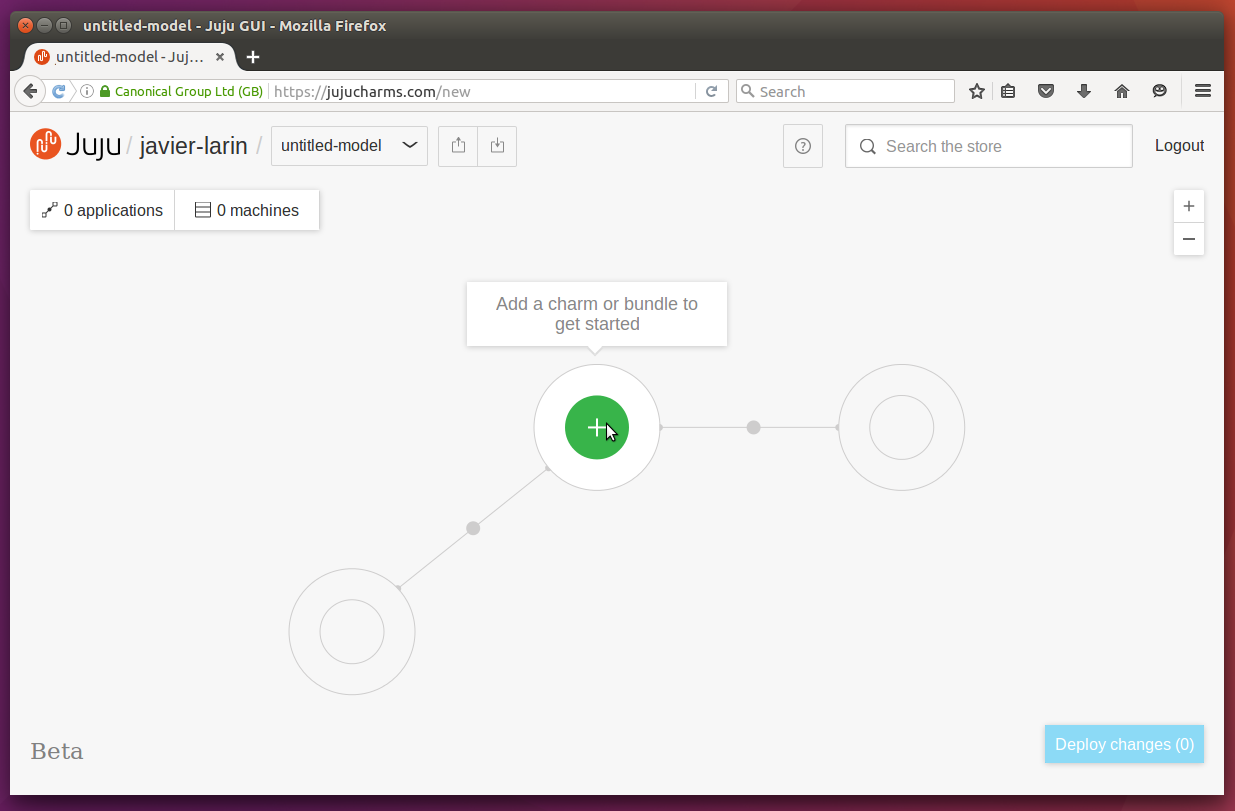 untitled-model - Juju GUI - Mozilla Firefox
untitled-model - Juj…
Canonical Group Ltd (GB)
https://jujucharms.com/new
Search
Juju / javier-larin / untitled-model
Search the store
Logout
0 applications
0 machines
Add a charm or bundle to
get started
Beta
Deploy changes (0)